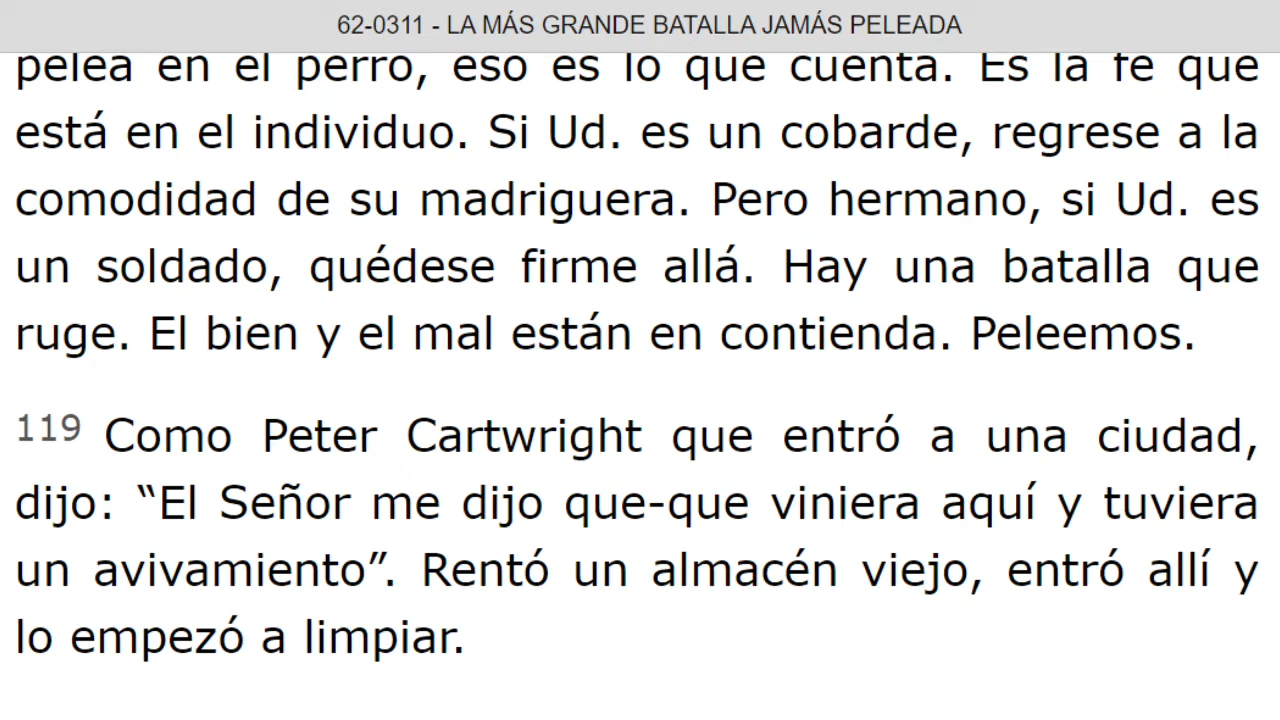 62-0311 - LA MÁS GRANDE BATALLA JAMÁS PELEADA
pelea en el perro, eso es lo que cuenta. Es la fe que
está en el individuo. Si Ud. es un cobarde, regrese a la
comodidad de su madriguera. Pero hermano, si Ud. es
un soldado, quédese firme allá. Hay una batalla que
ruge. El bien y el mal están en contienda. Peleemos.
119 Como Peter Cartwright que entró a una ciudad,
dijo: “El Señor me dijo que-que viniera aquí y tuviera
un avivamiento”. Rentó un almacén viejo, entró allí y
lo empezó a limpiar.